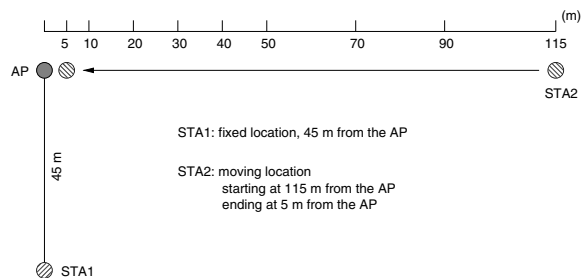 (m)
5 10 20 30 40 50 70 90 115
AP
STA2
STA1: fixed location, 45 m from the AP
45 m
STA2: moving location
starting at 115 m from the AP
ending at 5 m from the AP
STA1